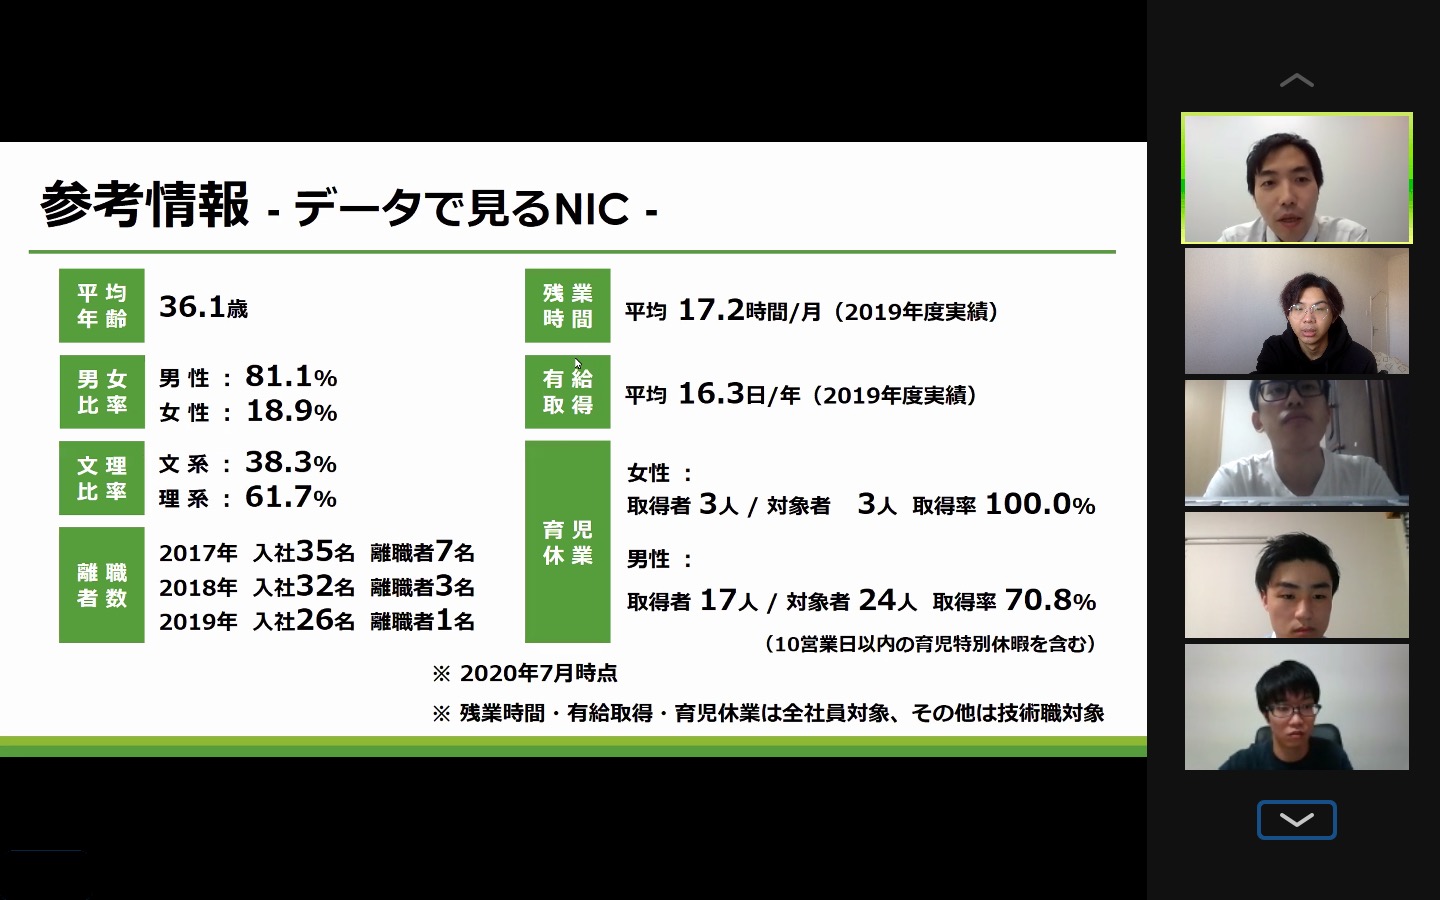 参考情報 - データで見るNIC -
平均
年齢
36.1歳
男女
比率
男性 : 81.1%
女性 : 18.9%
文理
比率
文系 : 38.3%
理系 : 61.7%
離職
者数
2017年 入社35名 離職者7名
2018年 入社32名 離職者3名
2019年 入社26名 離職者1名
残業
時間
平均 17.2時間/月（2019年度実績）
有給
取得
平均 16.3日/年（2019年度実績）
育児
休業
女性 :
取得者 3人 / 対象者 3人 取得率 100.0%
男性 :
取得者 17人 / 対象者 24人 取得率 70.8%
（10営業日以内の育児特別休暇を含む）
※ 2020年7月時点
※ 残業時間・有給取得・育児休業は全社員対象、その他は技術職対象